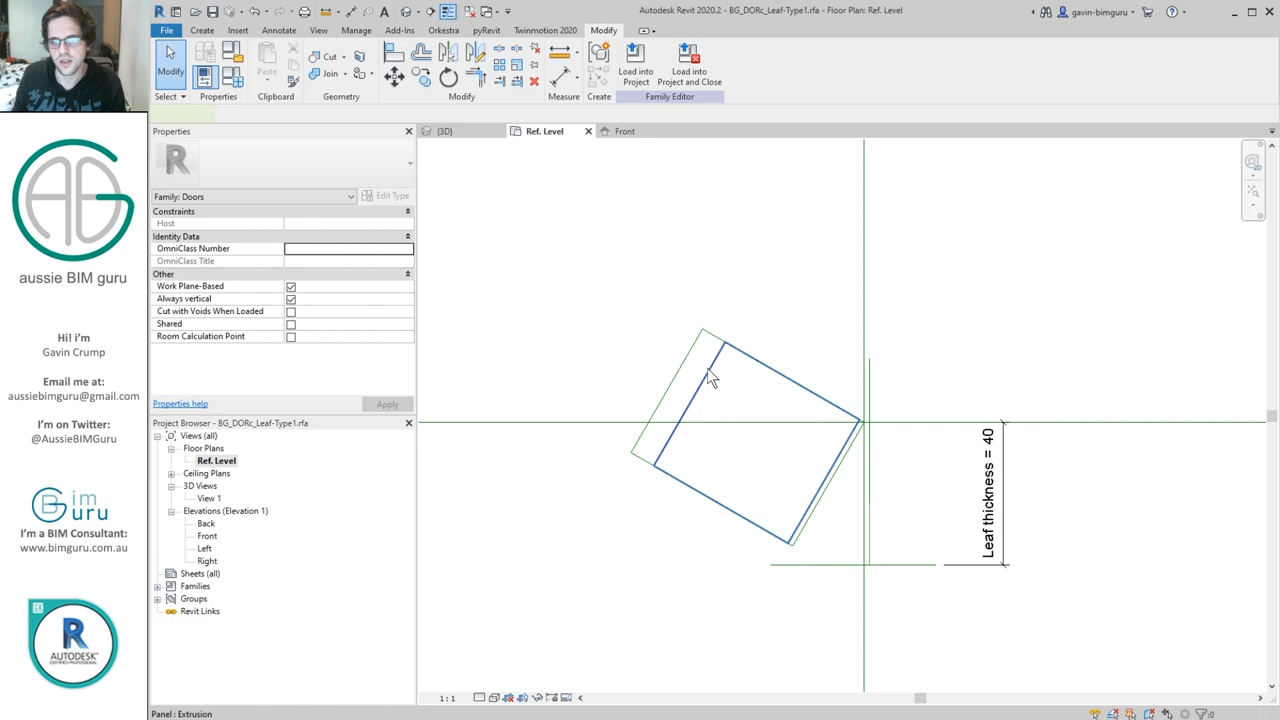 Autodesk Revit 2020.2 - BG_DORc_Leaf-Type1.rfa - Floor Plan: Ref. Level
gavin-bimguru
File Create Insert Annotate View Manage Add-Ins Orkestra pyRevit Twinmotion 2020 Modify
Modify
Paste
Cut
Join
Load into
Project
Load into
Project and Close
Select Properties Clipboard Geometry Modify Measure Create Family Editor
Properties
(3D)
Ref. Level
Front
R
Family: Doors
Edit Type
Constraints
Host
Identity Data
OmniClass Number
OmniClass Title
Other
Work Plane-Based
Always vertical
Cut with Voids When Loaded
Shared
Room Calculation Point
Properties help
Apply
Project Browser - BG_DORc_Leaf-Type1.rfa
Views (all)
Floor Plans
Ref. Level
Ceiling Plans
3D Views
View 1
Elevations (Elevation 1)
Back
Front
Left
Right
Sheets (all)
Families
Groups
Revit Links
Leaf thickness = 40
1 : 1
Panel : Extrusion
:0
aussie BIM guru
Hi! i'm
Gavin Crump
Email me at:
aussiebimguru@gmail.com
I'm on Twitter:
@AussieBIMGuru
Bim
Guru
I'm a BIM Consultant:
www.bimguru.com.au
R
AUTODESK
CERTIFIED PROFESSIONAL